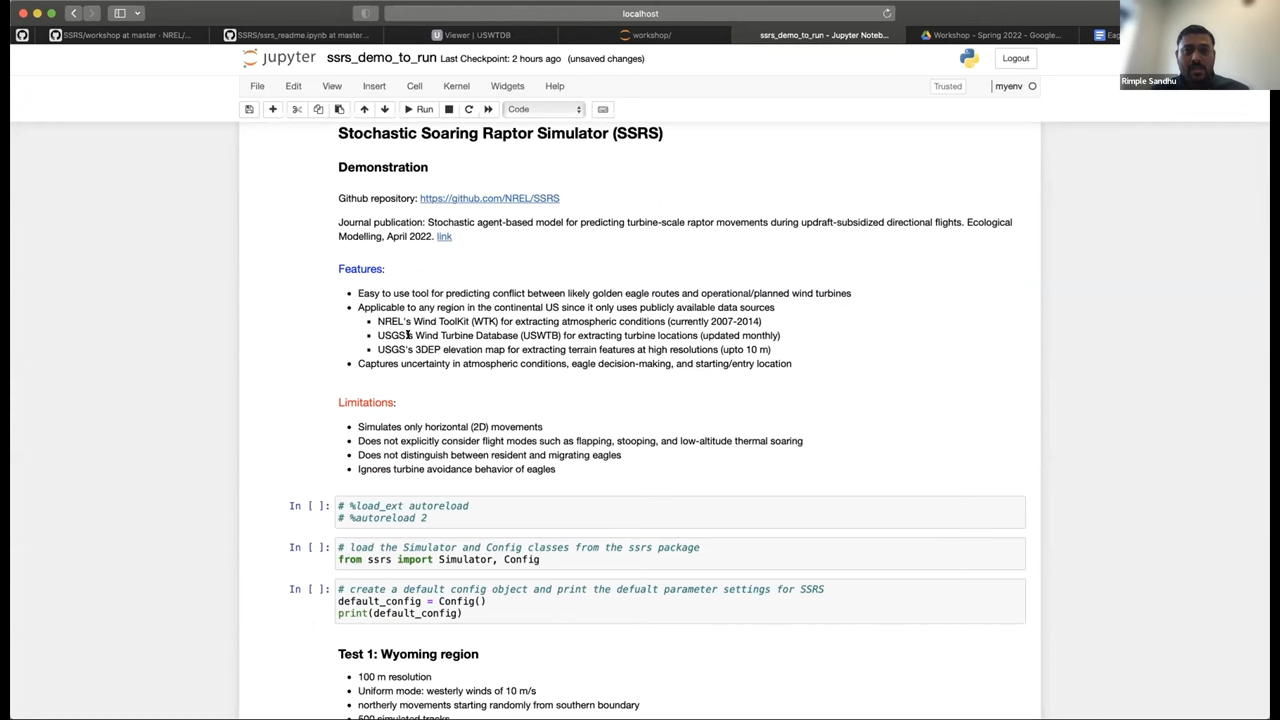 localhost
SSRS/workshop at master · NREL/...
SSRS/ssrs_readme.ipynb at master...
Viewer | USWTDB
workshop/
ssrs_demo_to_run - Jupyter Noteb...
Workshop - Spring 2022 - Google...
Eag
jupyter ssrs_demo_to_run Last Checkpoint: 2 hours ago (unsaved changes)
Logout
Rimple Sandhu
File Edit View Insert Cell Kernel Widgets Help
Trusted
myenv
Run
Code
Stochastic Soaring Raptor Simulator (SSRS)
Demonstration
Github repository: https://github.com/NREL/SSRS
Journal publication: Stochastic agent-based model for predicting turbine-scale raptor movements during updraft-subsidized directional flights. Ecological
Modelling, April 2022. link
Features:
• Easy to use tool for predicting conflict between likely golden eagle routes and operational/planned wind turbines
• Applicable to any region in the continental US since it only uses publicly available data sources
• NREL's Wind ToolKit (WTK) for extracting atmospheric conditions (currently 2007-2014)
• USGS's Wind Turbine Database (USWTB) for extracting turbine locations (updated monthly)
• USGS's 3DEP elevation map for extracting terrain features at high resolutions (upto 10 m)
• Captures uncertainty in atmospheric conditions, eagle decision-making, and starting/entry location
Limitations:
• Simulates only horizontal (2D) movements
• Does not explicitly consider flight modes such as flapping, stooping, and low-altitude thermal soaring
• Does not distinguish between resident and migrating eagles
• Ignores turbine avoidance behavior of eagles
In [ ]: # %load_ext autoreload
# %autoreload 2
In [ ]: # load the Simulator and Config classes from the ssrs package
from ssrs import Simulator, Config
In [ ]: # create a default config object and print the defualt parameter settings for SSRS
default_config = Config()
print(default_config)
Test 1: Wyoming region
• 100 m resolution
• Uniform mode: westerly winds of 10 m/s
• northerly movements starting randomly from southern boundary
• 500 simulated tracks